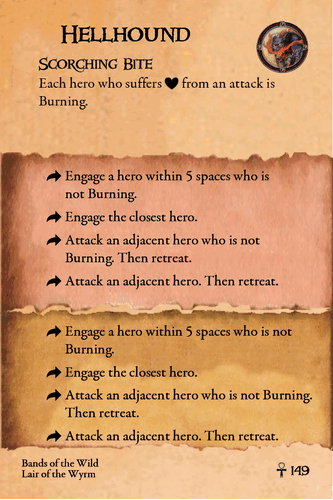 Hellhound
Scorching Bite
Each hero who suffers ♥ from an attack is
Burning.
Engage a hero within 5 spaces who is
not Burning.
Engage the closest hero.
Attack an adjacent hero who is not
Burning. Then retreat.
Attack an adjacent hero. Then retreat.
Engage a hero within 5 spaces who is not
Burning.
Engage the closest hero.
Attack an adjacent hero who is not Burning.
Then retreat.
Attack an adjacent hero. Then retreat.
Bands of the Wild
Lair of the Wyrm
☥ 149